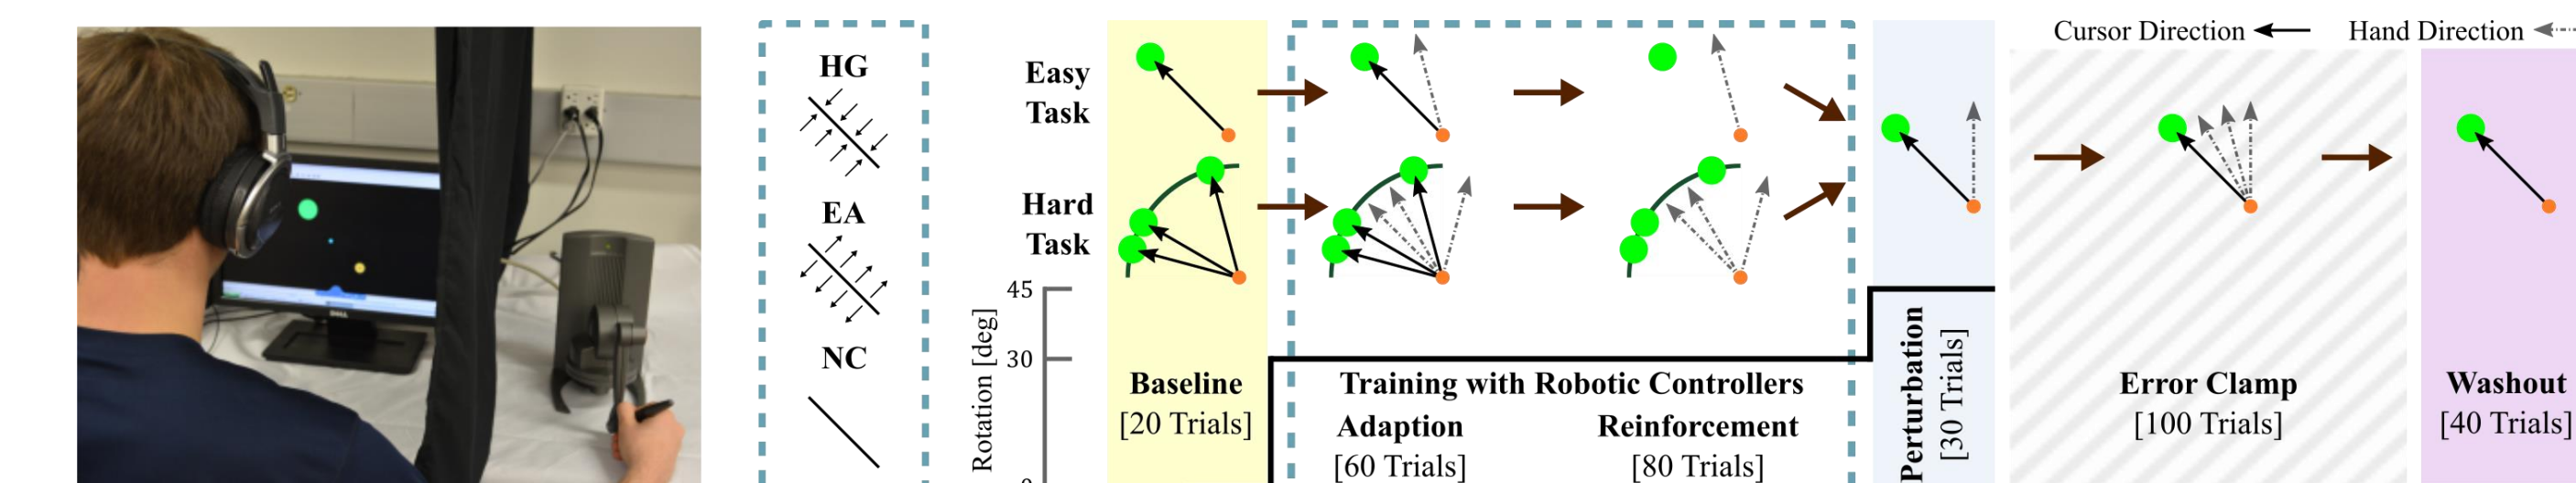 HG
EA
NC
Easy
Task
Hard
Task
45
30
Rotation [deg]
Baseline
[20 Trials]
Training with Robotic Controllers
Adaption
[60 Trials]
Reinforcement
[80 Trials]
Perturbation
[30 Trials]
Cursor Direction
Hand Direction
Error Clamp
[100 Trials]
Washout
[40 Trials]
DELL